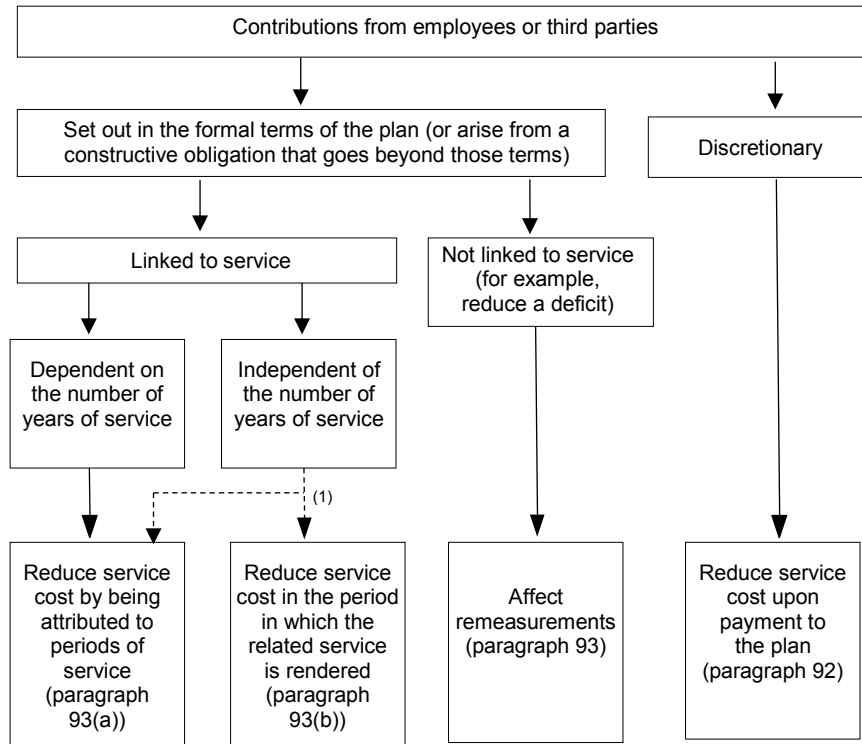 Contributions from employees or third parties
Set out in the formal terms of the plan (or arise from a
constructive obligation that goes beyond those terms)
Discretionary
Linked to service
Not linked to service
(for example,
reduce a deficit)
Dependent on
the number of
years of service
Independent of
the number of
years of service
(1)
Reduce service
cost by being
attributed to
periods of
service
(paragraph
93(a))
Reduce service
cost in the period
in which the
related service
is rendered
(paragraph
93(b))
Affect
remeasurements
(paragraph 93)
Reduce service
cost upon
payment to
the plan
(paragraph 92)